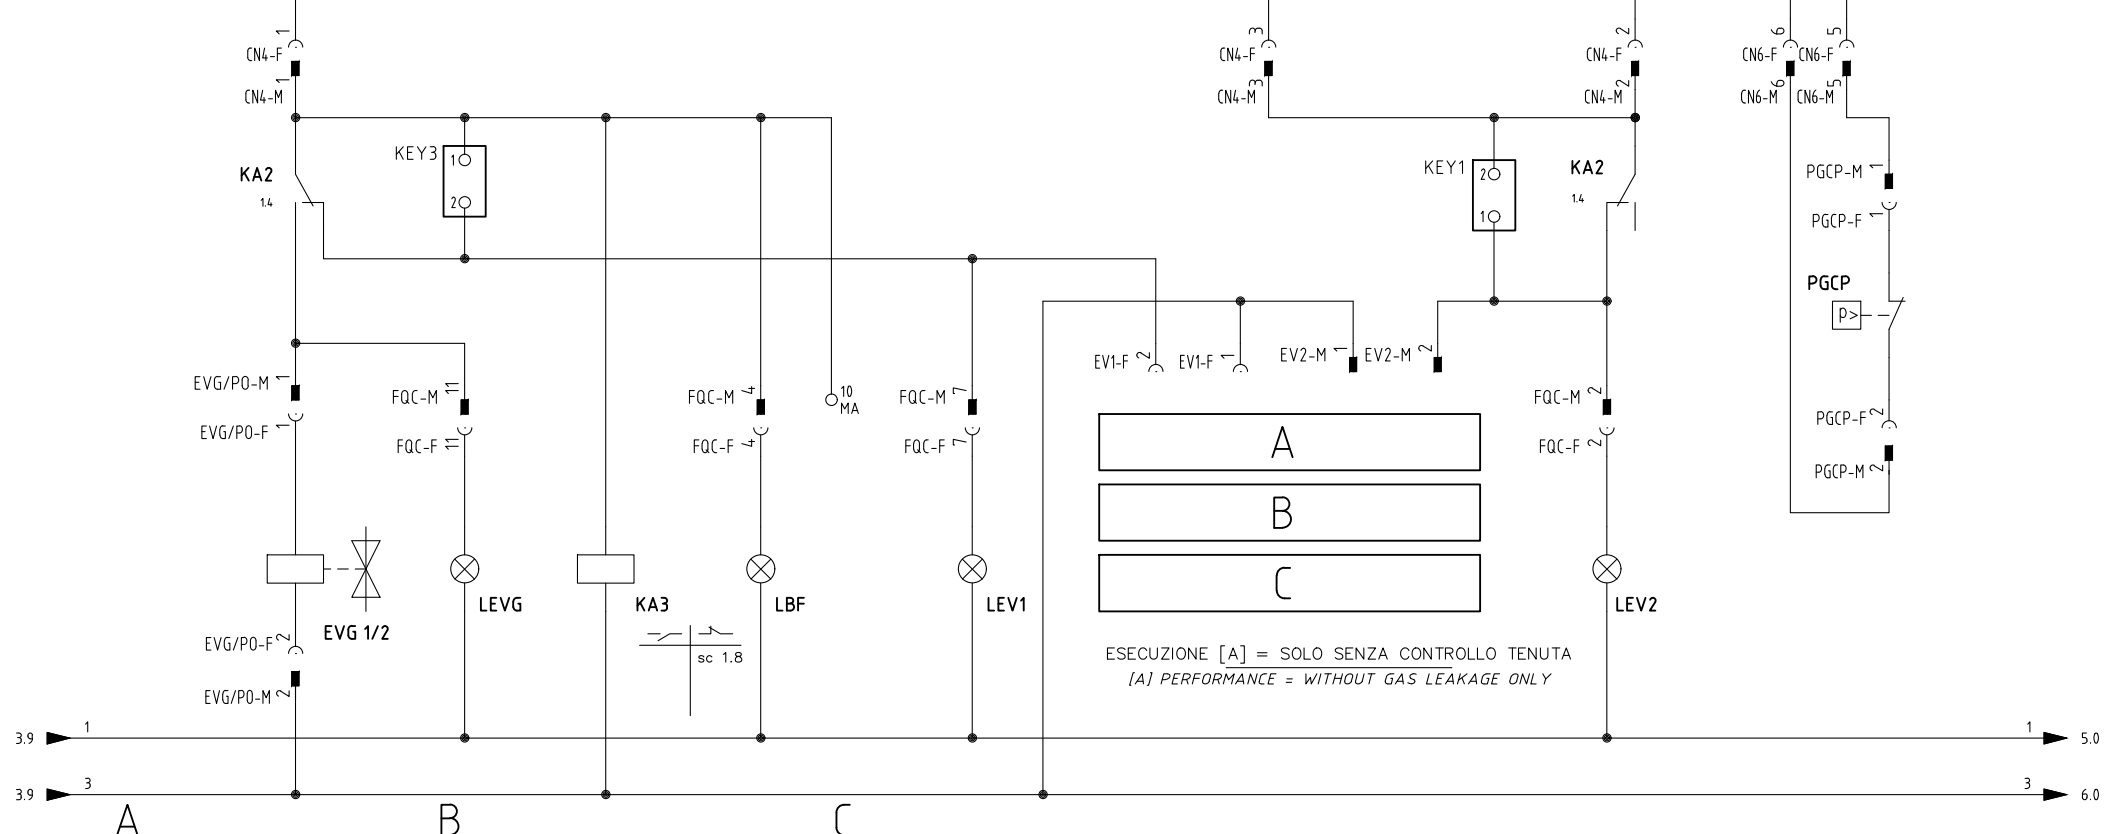 1
3
2
6
5
CN4-F
CN4-F
CN4-F
CN6-F
CN6-F
1
3
2
6
5
CN4-M
CN4-M
CN4-M
CN6-M
CN6-M
KEY3
1
2
KA2
1.4
KEY1
2
1
KA2
1.4
PGCP-M
1
PGCP-F
1
PGCP
p>
EV1-F
2
EV1-F
1
EV2-M
1
EV2-M
2
EVG/PO-M
1
EVG/PO-F
1
FQC-M
11
FQC-F
11
FQC-M
4
FQC-F
4
10
MA
FQC-M
7
FQC-F
7
FQC-M
2
FQC-F
2
PGCP-F
2
PGCP-M
2
A
B
C
EVG 1/2
LEVG
KA3
sc 1.8
LBF
LEV1
LEV2
EVG/PO-F
2
EVG/PO-M
2
ESECUZIONE [A] = SOLO SENZA CONTROLLO TENUTA
[A] PERFORMANCE = WITHOUT GAS LEAKAGE ONLY
3.9
1
1
5.0
3.9
3
3
6.0
A
B
C